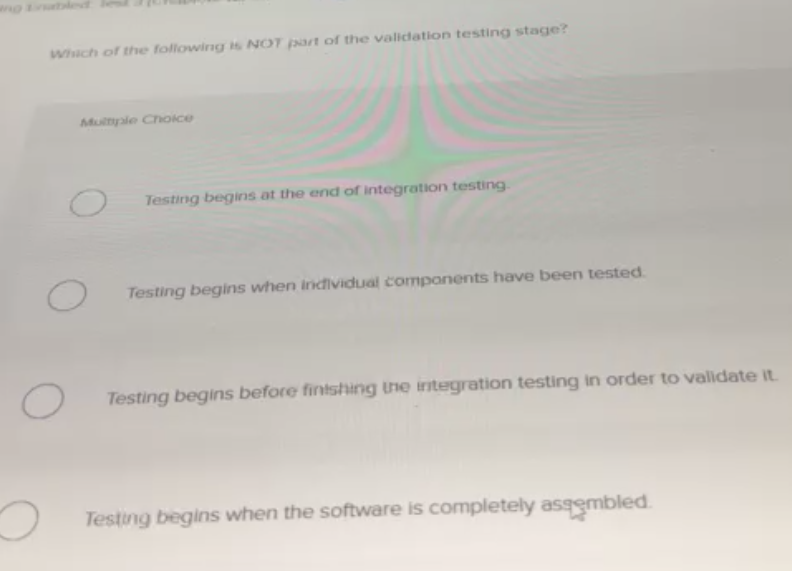 Which of the following is NOT part of the validation testing stage?
Multiple Choice
Testing begins at the end of integration testing.
Testing begins when individual components have been tested.
Testing begins before finishing the integration testing in order to validate it.
Testing begins when the software is completely assembled.